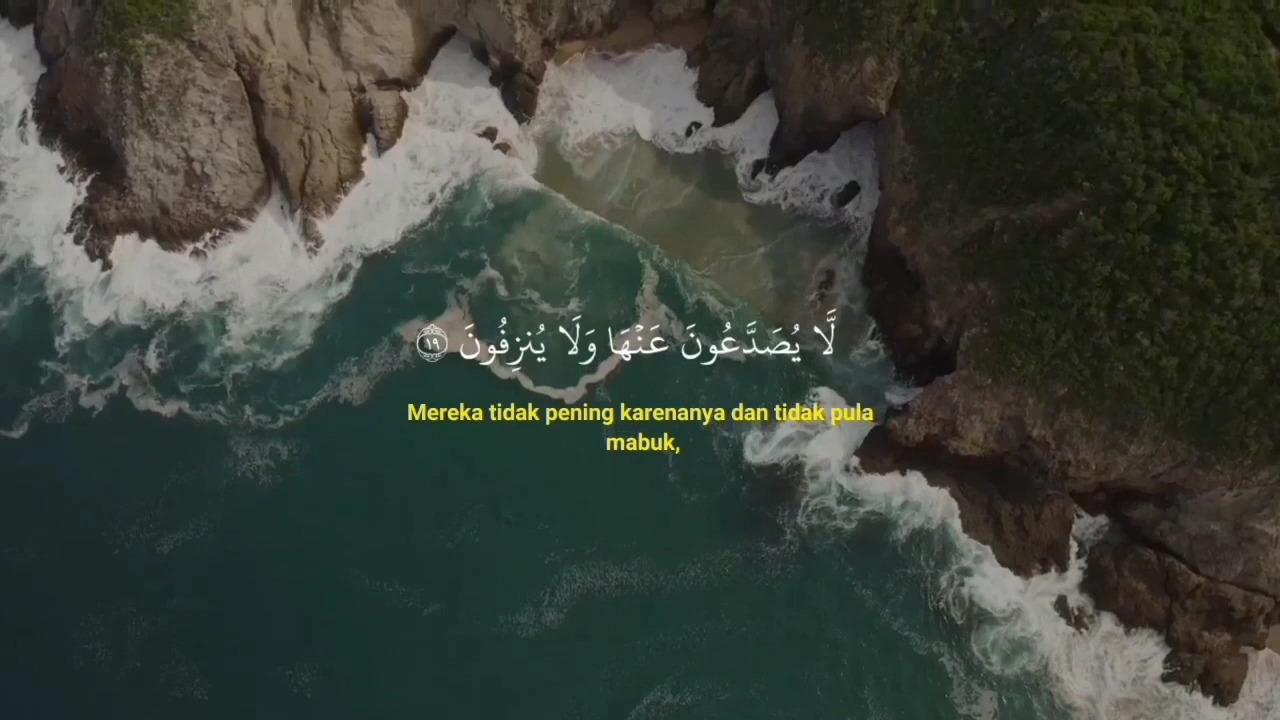 لَّا يُصَدَّعُونَ عَنْهَا وَلَا يُنزِفُونَ ١٩
Mereka tidak pening karenanya dan tidak pula
mabuk,